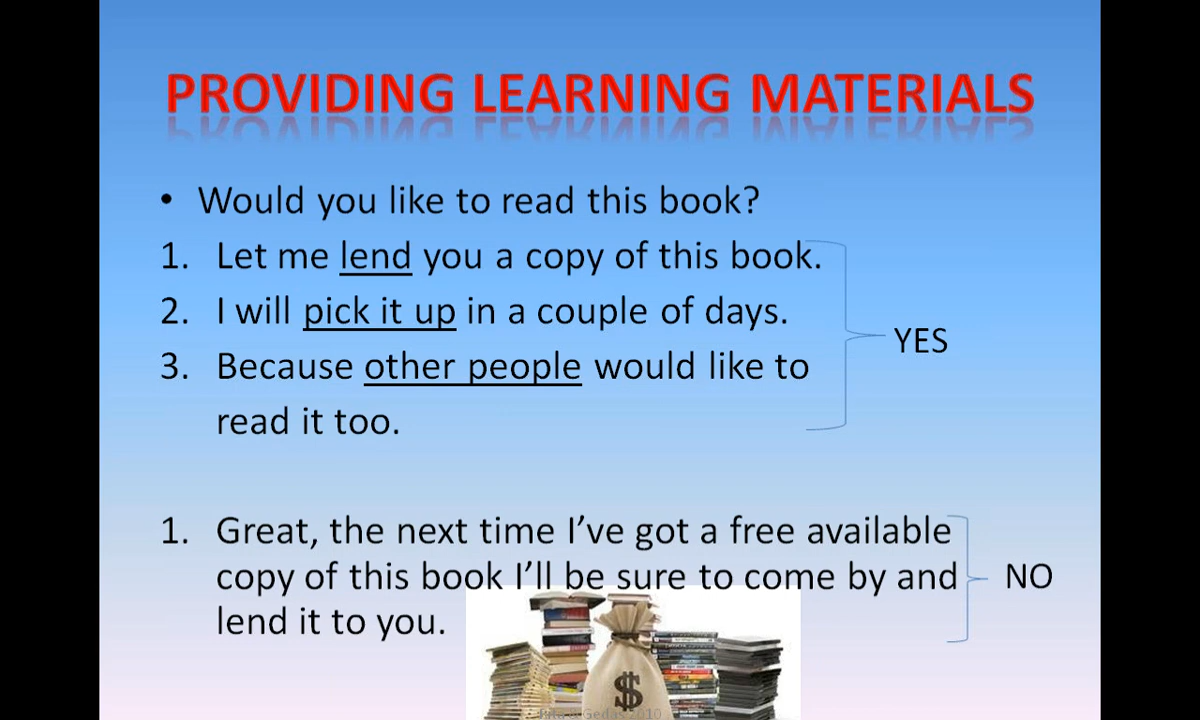 PROVIDING LEARNING MATERIALS
• Would you like to read this book?
1. Let me lend you a copy of this book.
2. I will pick it up in a couple of days.
3. Because other people would like to
read it too.
YES
1. Great, the next time I've got a free available
copy of this book I'll be sure to come by and
lend it to you.
NO
$
2010